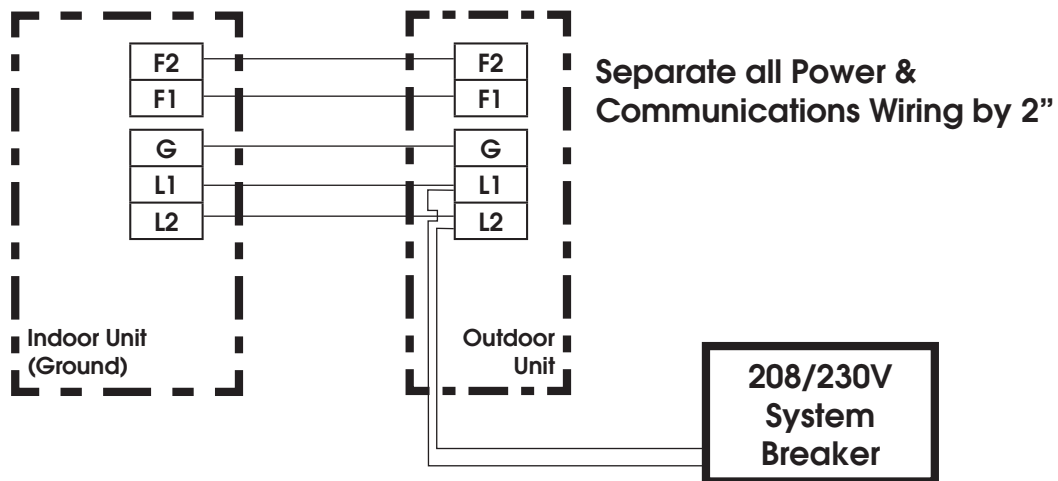 F2
F1
G
L1
L2
Indoor Unit
(Ground)
F2
F1
G
L1
L2
Outdoor
Unit
Separate all Power &
Communications Wiring by 2”
208/230V
System
Breaker